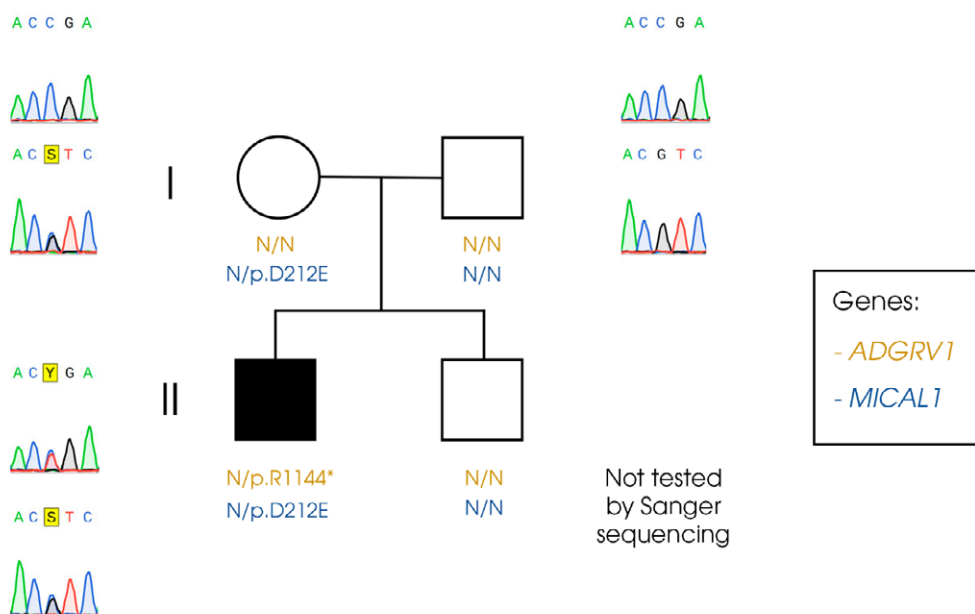 A C C G A
A C C G A
A C S T C
A C G T C
I
N/N
N/p.D212E
N/N
N/N
Genes:
- ADGRV1
- MICAL1
A C Y G A
II
N/p.R1144*
N/p.D212E
N/N
N/N
Not tested
by Sanger
sequencing
A C S T C